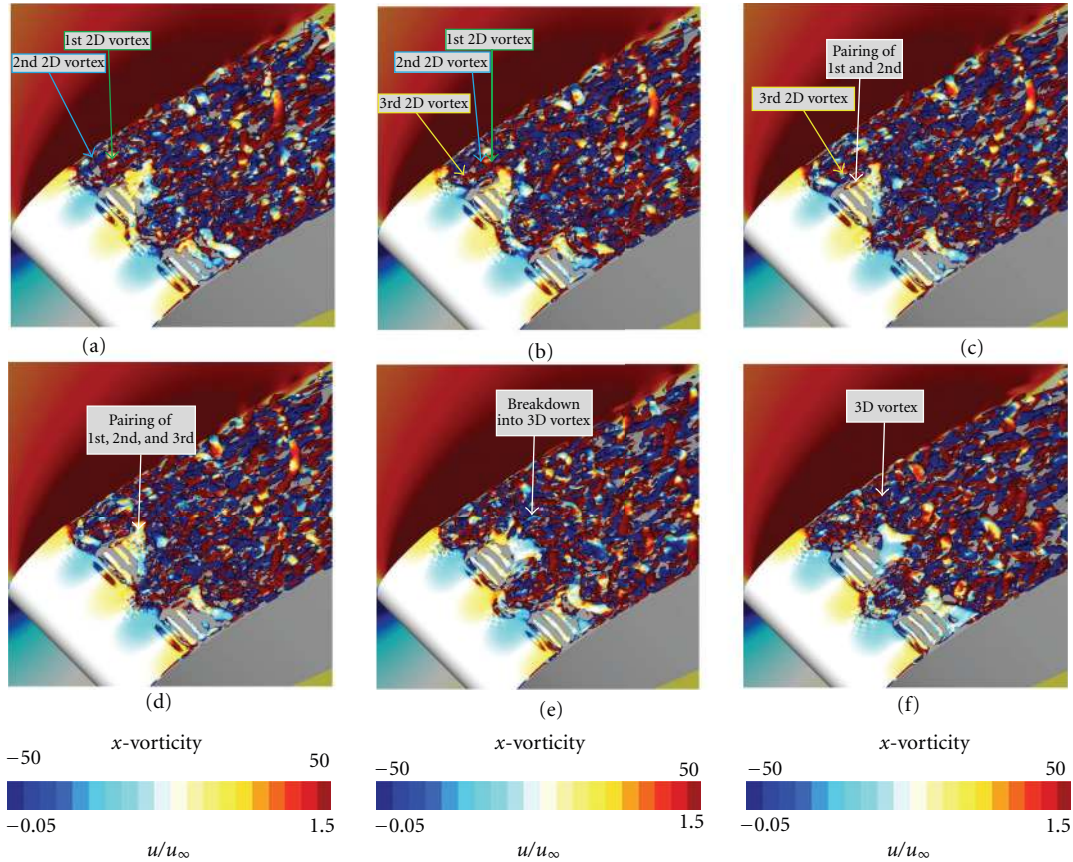 1st 2D vortex
2nd 2D vortex
(a)
1st 2D vortex
2nd 2D vortex
3rd 2D vortex
(b)
Pairing of
1st and 2nd
3rd 2D vortex
(c)
Pairing of
1st, 2nd, and 3rd
(d)
Breakdown
into 3D vortex
(e)
3D vortex
(f)
x-vorticity
−50 50
−0.05 1.5
u/u∞
x-vorticity
−50 50
−0.05 1.5
u/u∞
x-vorticity
−50 50
−0.05 1.5
u/u∞